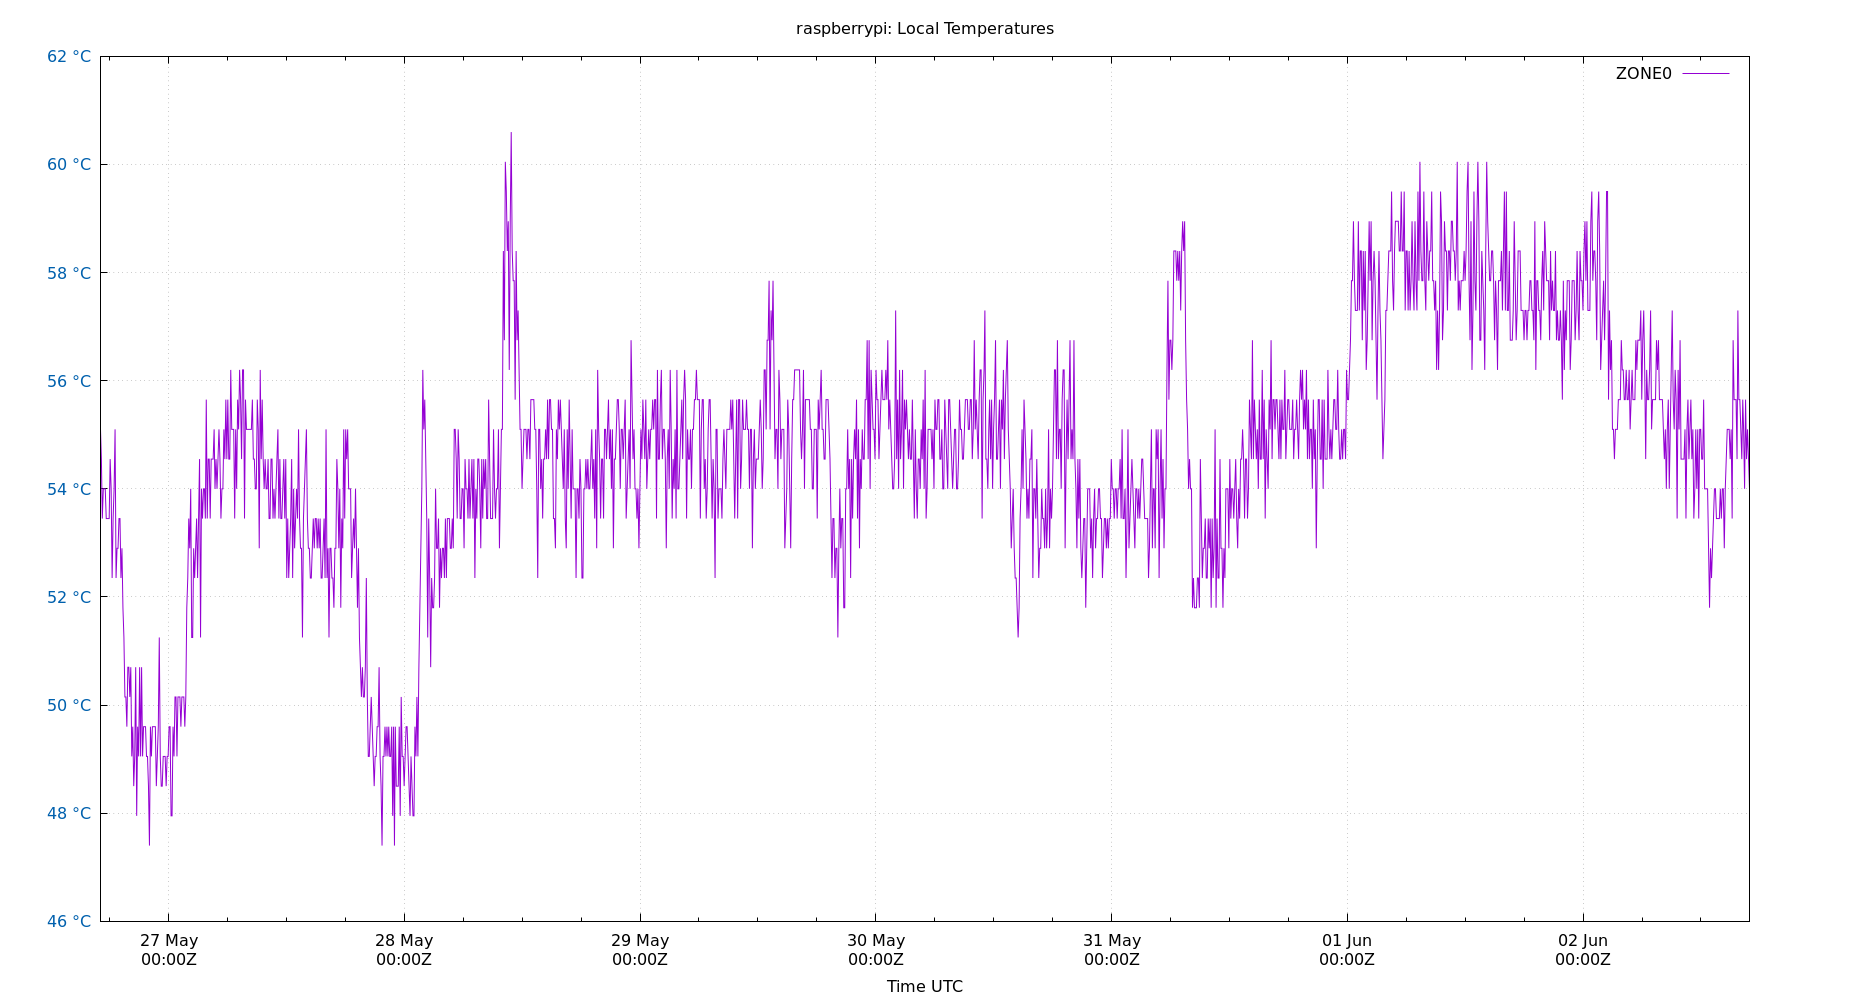 raspberrypi: Local Temperatures
62 °C
ZONE0
60 °C
58 °C
56 °C
54 °C
52 °C
50 °C
48 °C
46 °C
27 May 28 May 29 May 30 May 31 May 01 Jun 02 Jun
00:00Z 00:00Z 00:00Z 00:00Z 00:00Z 00:00Z 00:00Z
Time UTC